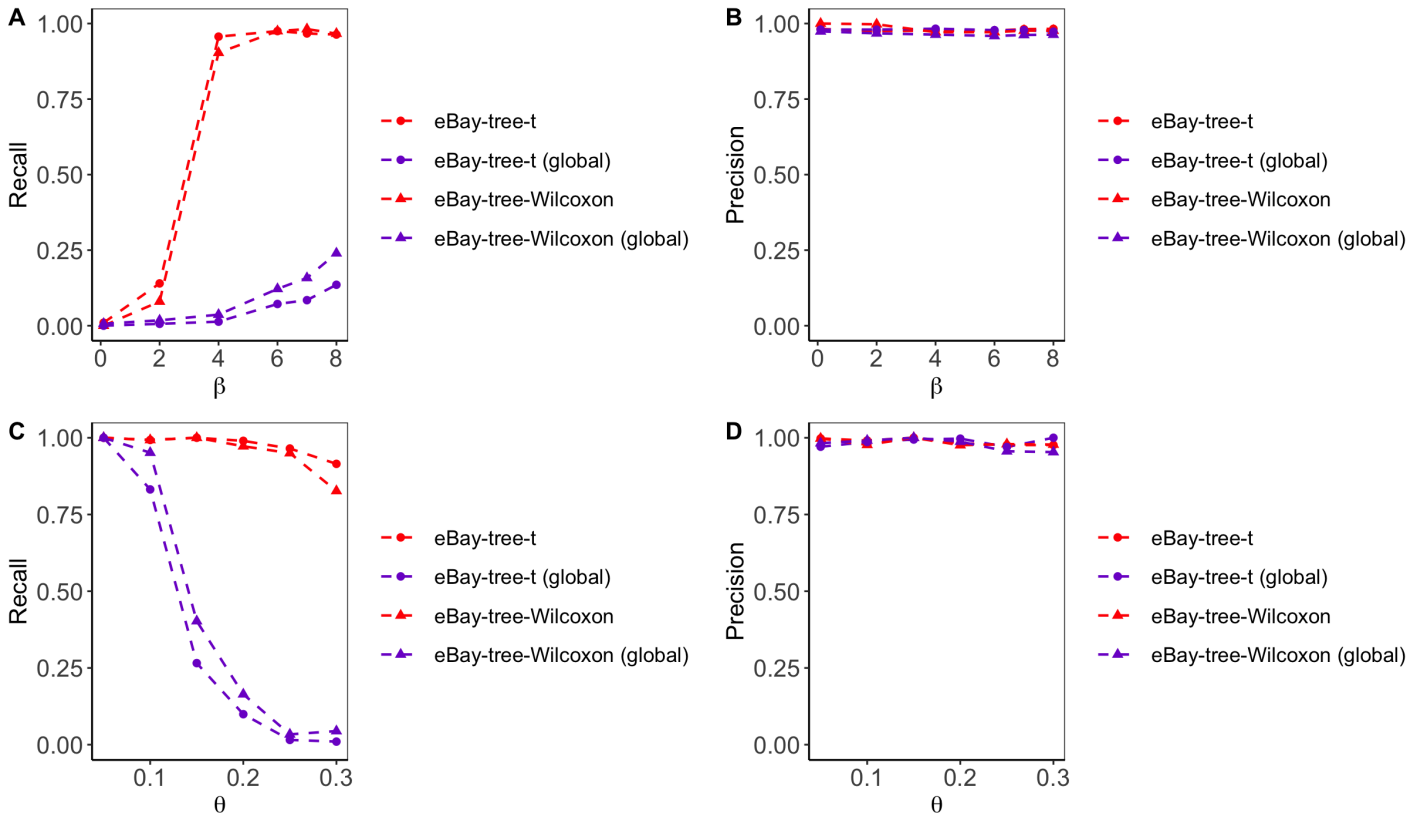 A
1.00
0.75
0.50
0.25
0.00
Recall
0 2 4 6 8
β
eBay-tree-t
eBay-tree-t (global)
eBay-tree-Wilcoxon
eBay-tree-Wilcoxon (global)
B
1.00
0.75
0.50
0.25
0.00
Precision
0 2 4 6 8
β
eBay-tree-t
eBay-tree-t (global)
eBay-tree-Wilcoxon
eBay-tree-Wilcoxon (global)
C
1.00
0.75
0.50
0.25
0.00
Recall
0.1 0.2 0.3
θ
eBay-tree-t
eBay-tree-t (global)
eBay-tree-Wilcoxon
eBay-tree-Wilcoxon (global)
D
1.00
0.75
0.50
0.25
0.00
Precision
0.1 0.2 0.3
θ
eBay-tree-t
eBay-tree-t (global)
eBay-tree-Wilcoxon
eBay-tree-Wilcoxon (global)